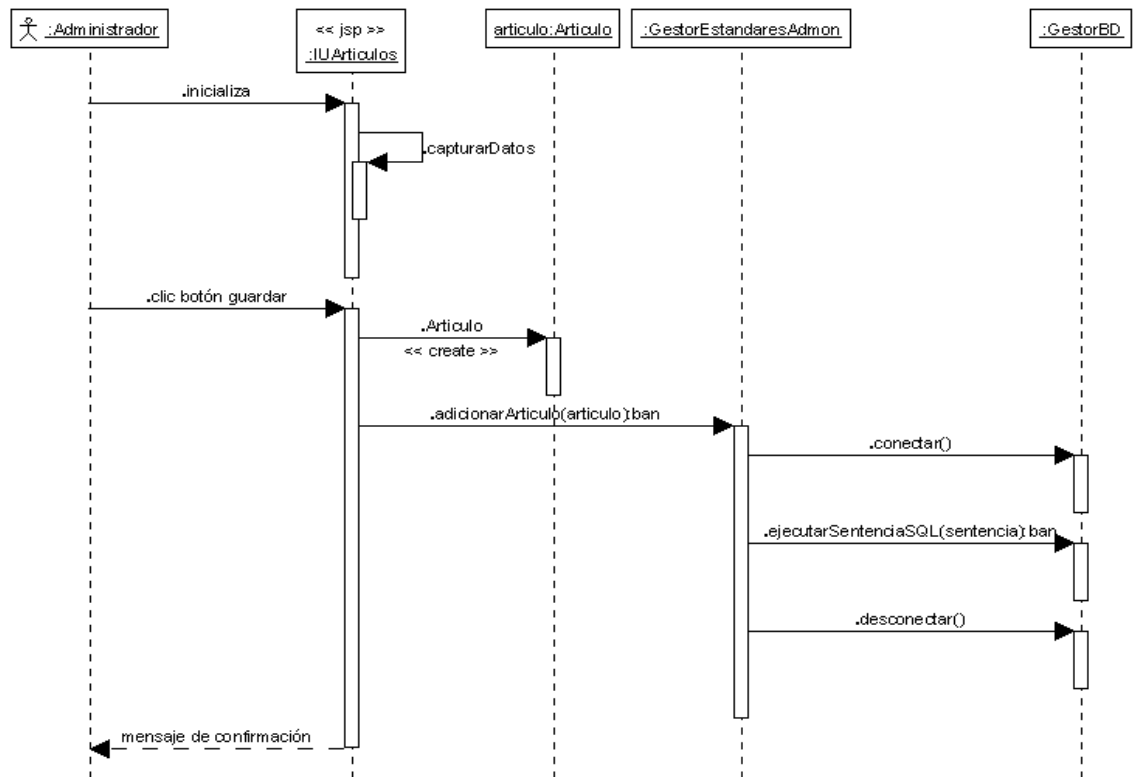 :Administrador
<< jsp >>
:IUArticulos
articulo:Articulo
:GestorEstandaresAdmon
:GestorBD
.inicializa
.capturarDatos
.clic botón guardar
.Articulo
<< create >>
.adicionarArticulo(articulo):ban
.conectar()
.ejecutarSentenciaSQL(sentencia):ban
.desconectar()
mensaje de confirmación